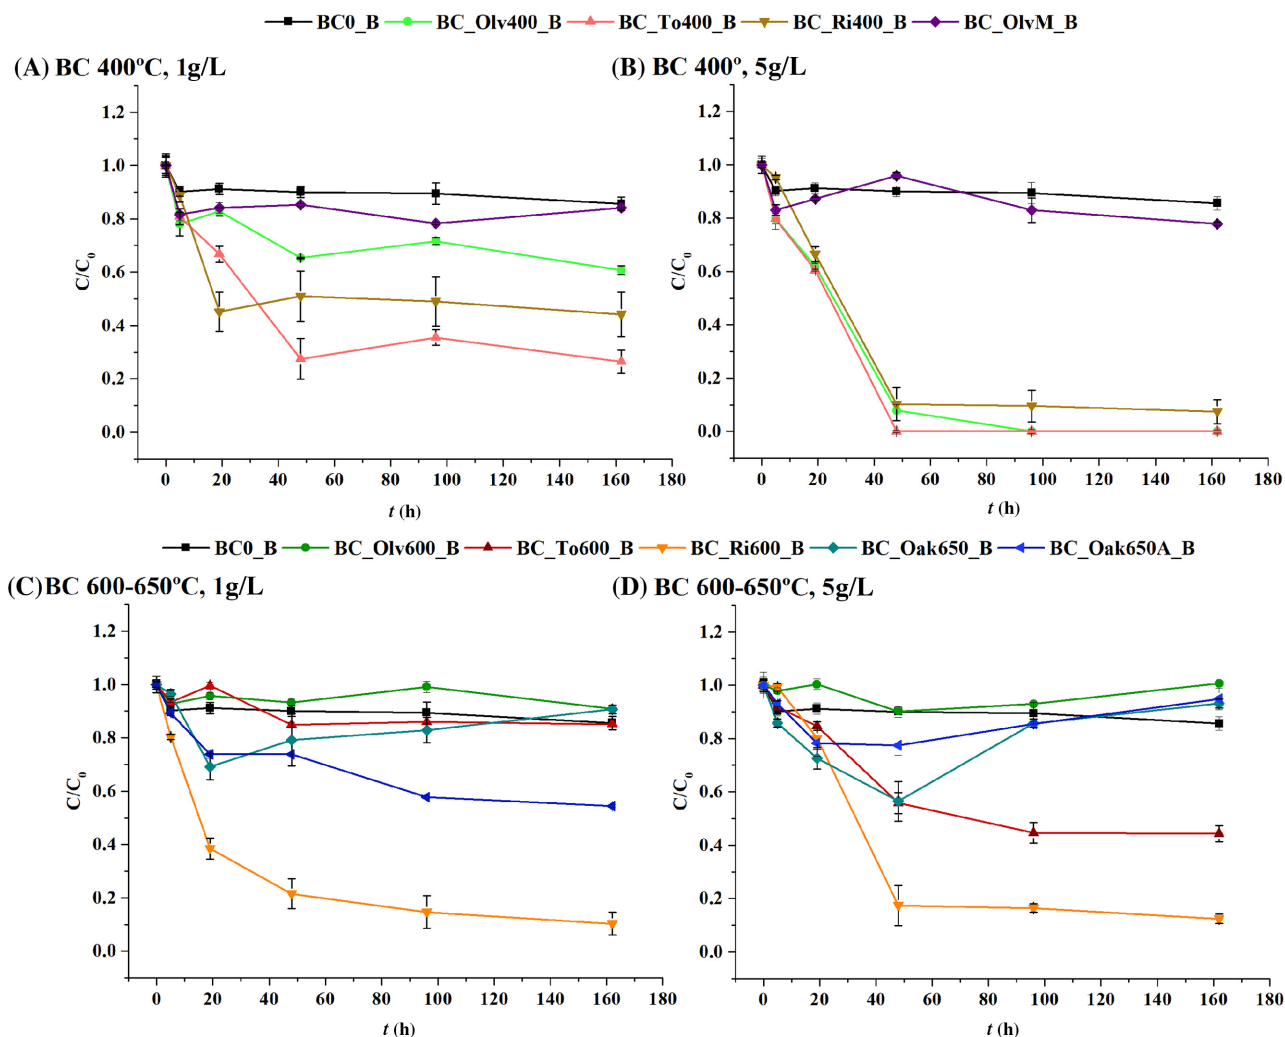 BC0_B BC_Olv400_B BC_To400_B BC_Ri400_B BC_OlvM_B
(A) BC 400ºC, 1g/L
(B) BC 400º, 5g/L
1.2
1.0
0.8
0.6
0.4
0.2
0.0
C/C0
0 20 40 60 80 100 120 140 160 180
t (h)
1.2
1.0
0.8
0.6
0.4
0.2
0.0
C/C0
0 20 40 60 80 100 120 140 160 180
t (h)
BC0_B BC_Olv600_B BC_To600_B BC_Ri600_B BC_Oak650_B BC_Oak650A_B
(C) BC 600-650ºC, 1g/L
(D) BC 600-650ºC, 5g/L
1.2
1.0
0.8
0.6
0.4
0.2
0.0
C/C0
0 20 40 60 80 100 120 140 160 180
t (h)
1.2
1.0
0.8
0.6
0.4
0.2
0.0
C/C0
0 20 40 60 80 100 120 140 160 180
t (h)